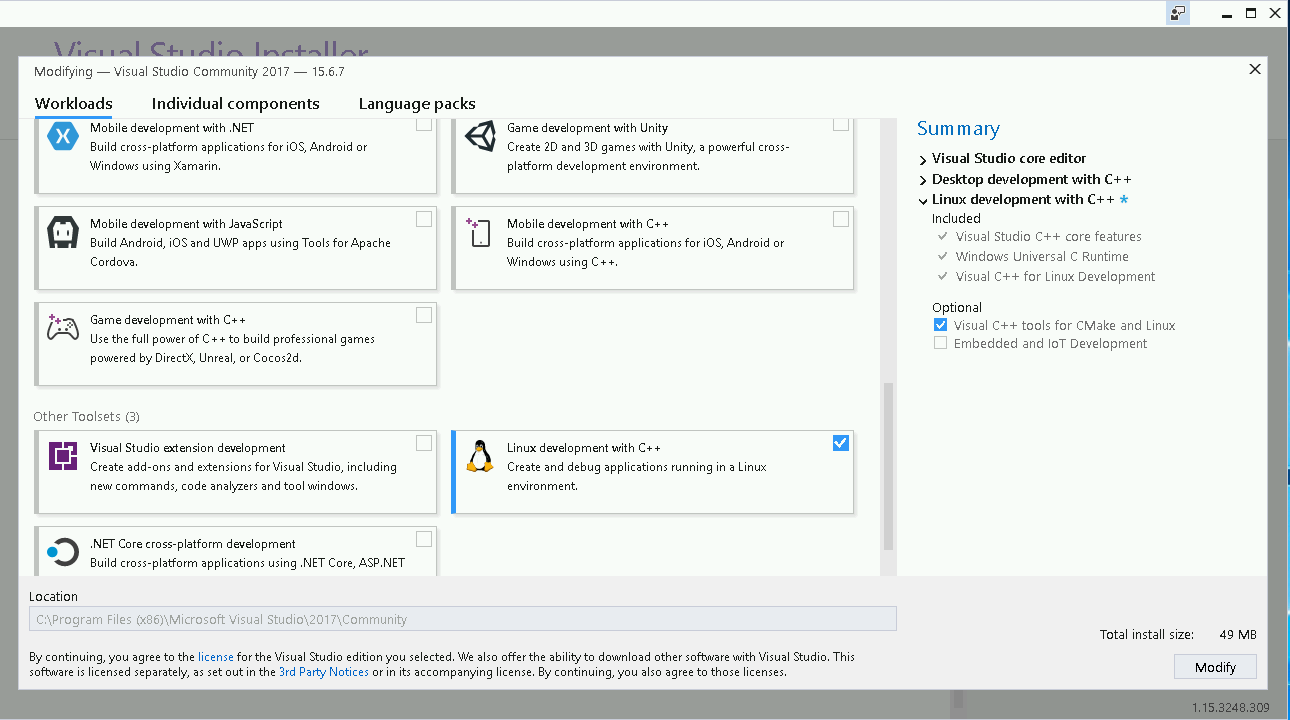 Visual Studio Installer
Modifying — Visual Studio Community 2017 — 15.6.7
Workloads
Individual components
Language packs
Mobile development with .NET
Build cross-platform applications for iOS, Android or
Windows using Xamarin.
Game development with Unity
Create 2D and 3D games with Unity, a powerful cross-
platform development environment.
Mobile development with JavaScript
Build Android, iOS and UWP apps using Tools for Apache
Cordova.
Mobile development with C++
Build cross-platform applications for iOS, Android or
Windows using C++.
Game development with C++
Use the full power of C++ to build professional games
powered by DirectX, Unreal, or Cocos2d.
Other Toolsets (3)
Visual Studio extension development
Create add-ons and extensions for Visual Studio, including
new commands, code analyzers and tool windows.
Linux development with C++
Create and debug applications running in a Linux
environment.
.NET Core cross-platform development
Build cross-platform applications using .NET Core, ASP.NET
Summary
Visual Studio core editor
Desktop development with C++
Linux development with C++ *
Included
Visual Studio C++ core features
Windows Universal C Runtime
Visual C++ for Linux Development
Optional
Visual C++ tools for CMake and Linux
Embedded and IoT Development
Location
C:\Program Files (x86)\Microsoft Visual Studio\2017\Community
By continuing, you agree to the license for the Visual Studio edition you selected. We also offer the ability to download other software with Visual Studio. This
software is licensed separately, as set out in the 3rd Party Notices or in its accompanying license. By continuing, you also agree to those licenses.
Total install size: 49 MB
Modify
1.15.3248.309